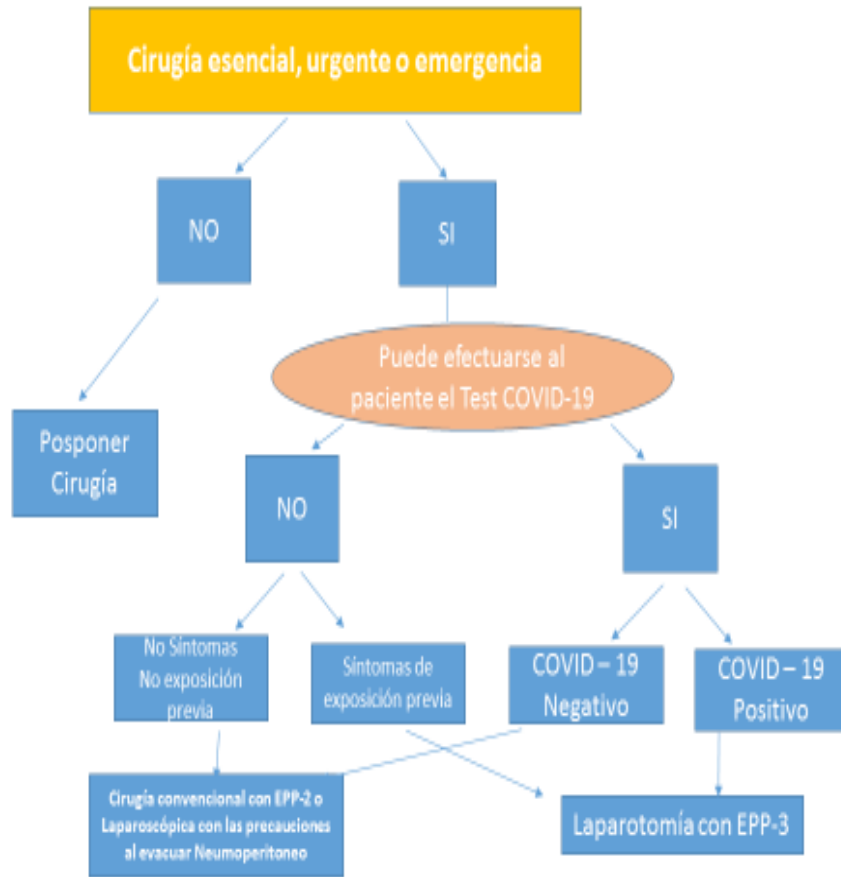 Cirugía esencial, urgente o emergencia
NO
SI
Puede efectuarse al
paciente el Test COVID-19
Posponer
Cirugía
NO
SI
No Síntomas
No exposición
previa
Síntomas de
exposición previa
COVID – 19
Negativo
COVID – 19
Positivo
Cirugía convencional con EPP-2 o
Laparoscópica con las precauciones
al evacuar Neumoperitoneo
Laparotomía con EPP-3